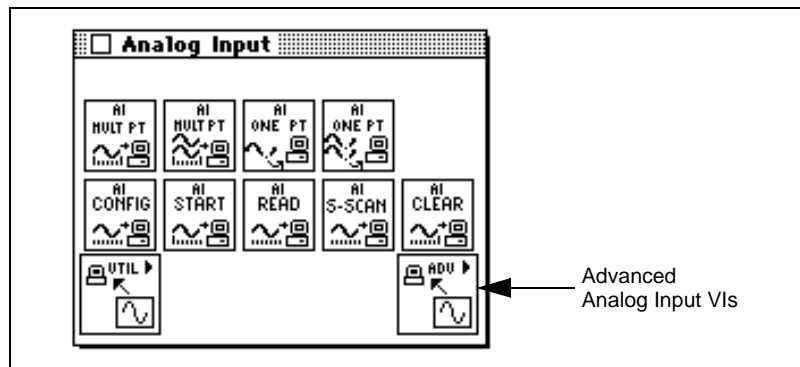 Analog Input
AI MULT PT
AI MULT PT
AI ONE PT
AI ONE PT
AI CONFIG
AI START
AI READ
AI S-SCAN
AI CLEAR
UTIL
ADV
Advanced
Analog Input VIs